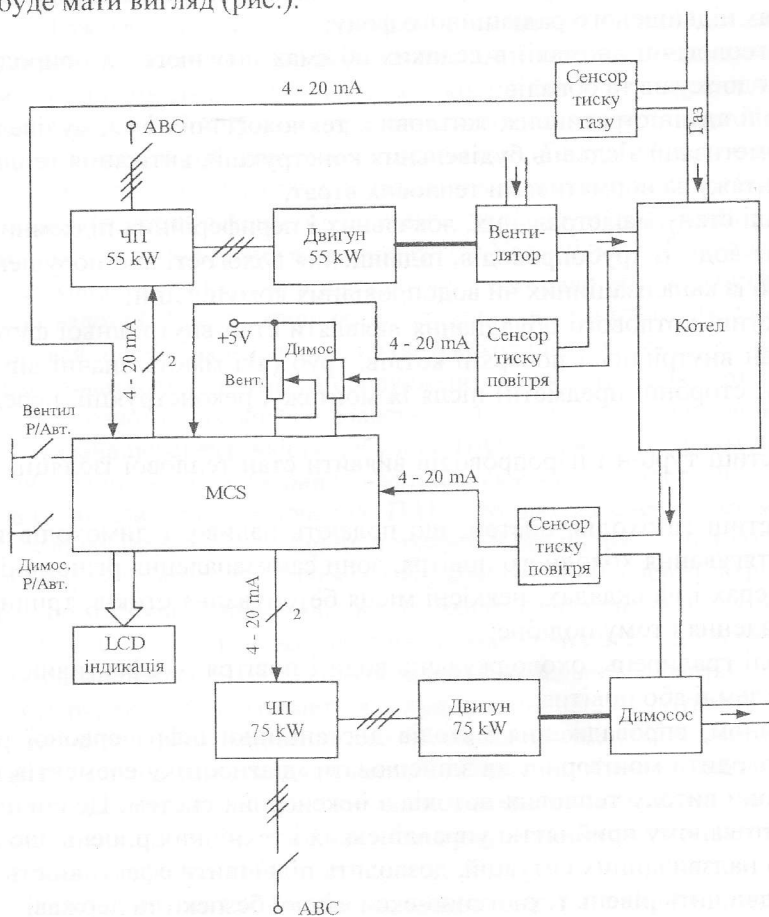 буде мати вигляд (рис.).
4 - 20 mA
Сенсор
тиску
газу
Газ
ABC
ЧП
55 kW
Двигун
55 kW
Венти-
лятор
Котел
4 - 20 mA
2
+5V
Димос.
Вент.
4 - 20 mA
Сенсор
тиску
повітря
Вентил
Р/Авт.
MCS
4 - 20 mA
Сенсор
тиску
повітря
Димос.
Р/Авт.
LCD
індикація
4 - 20 mA
2
ЧП
75 kW
Двигун
75 kW
Димосос
ABC